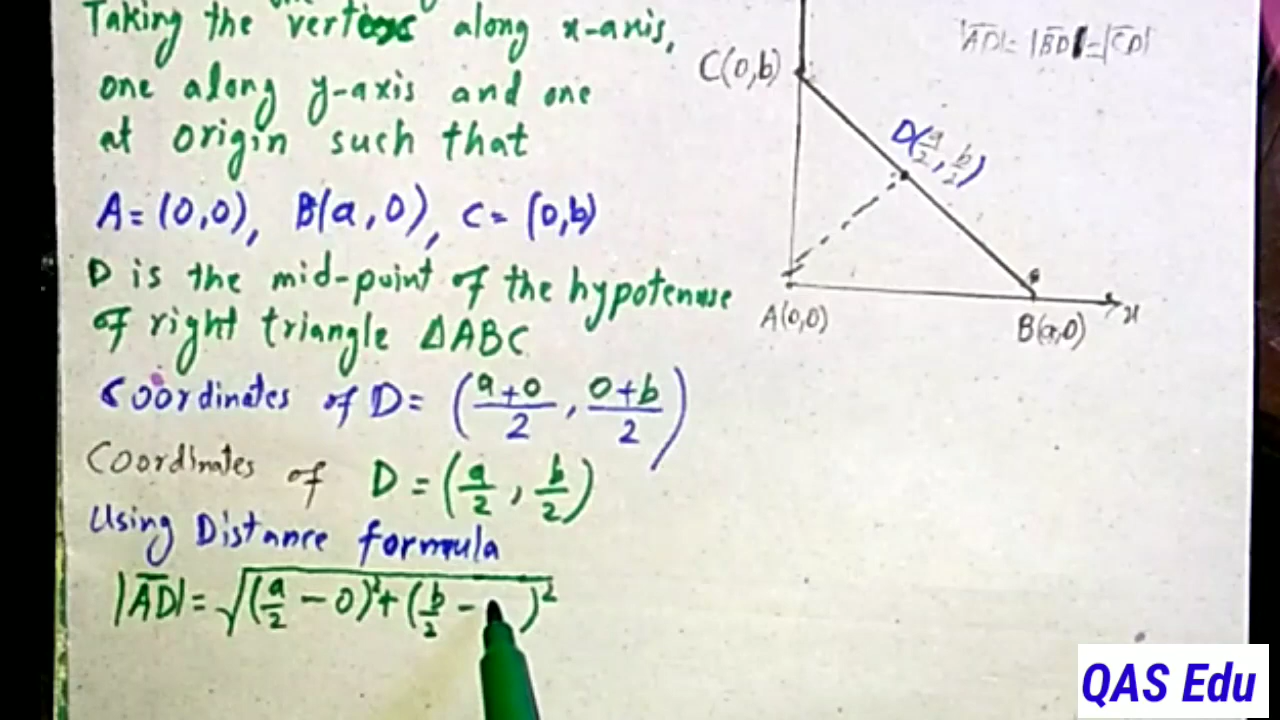 Taking the vertex along x-axis,
one along y-axis and one
at origin such that
A = (0,0), B(a,0), C = (0,b)
D is the mid-point of the hypotenuse
of right triangle ΔABC
Coordinates of D = (a+0/2, 0+b/2)
Coordinates of D = (a/2, b/2)
Using Distance formula
|AD| = √(a/2 - 0)² + (b/2 - )²
|AD| = |BD| = |CD|
C(0,b)
D(a/2, b/2)
A(0,0)
B(a,0)
x
QAS Edu